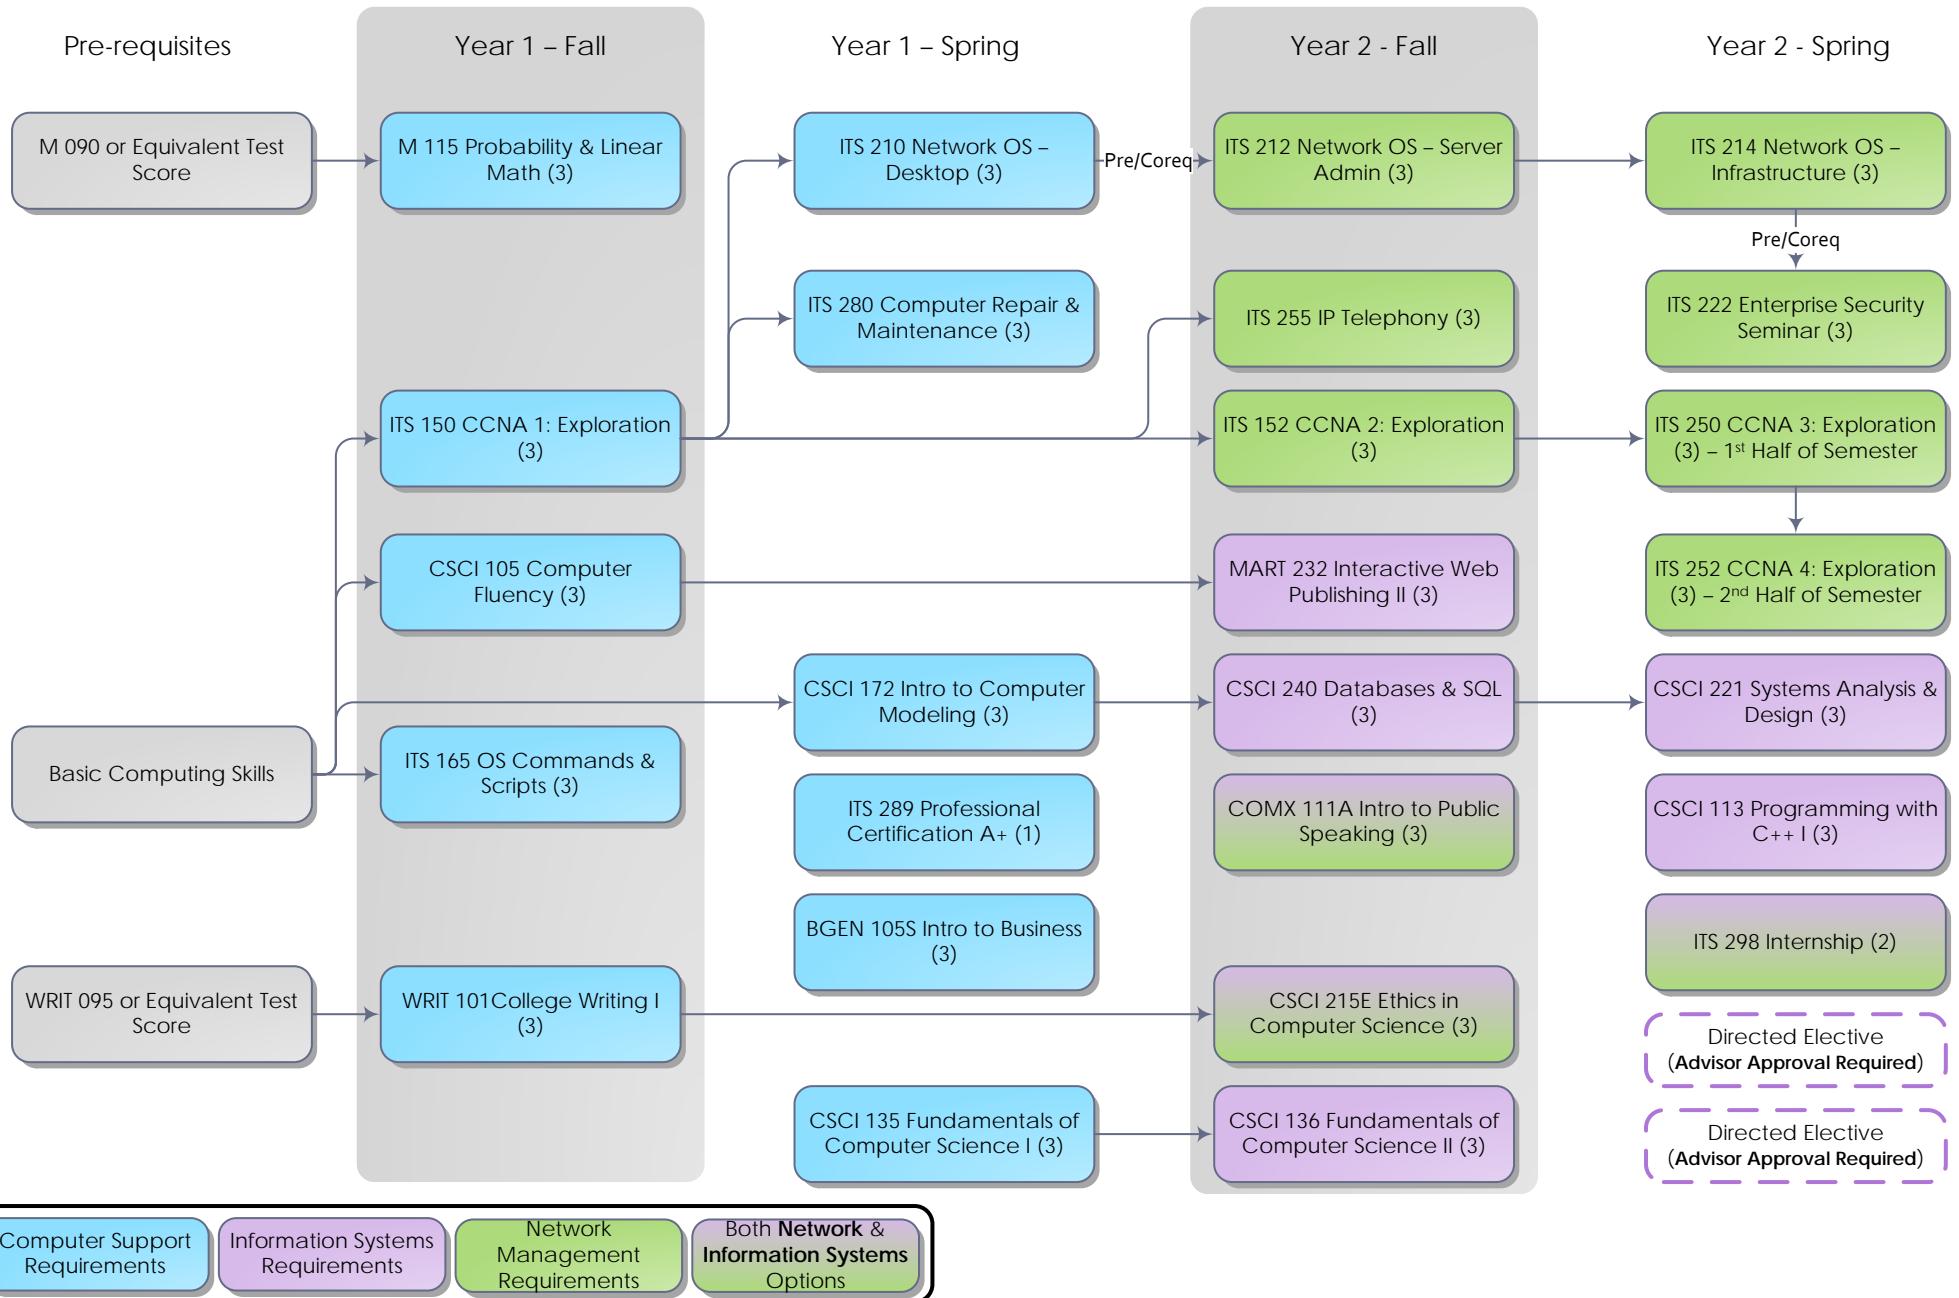 Pre-requisites
Year 1 – Fall
Year 1 – Spring
Year 2 - Fall
Year 2 - Spring
M 090 or Equivalent Test
Score
M 115 Probability & Linear
Math (3)
ITS 210 Network OS –
Desktop (3)
Pre/Coreq
ITS 212 Network OS – Server
Admin (3)
ITS 214 Network OS –
Infrastructure (3)
Pre/Coreq
ITS 280 Computer Repair &
Maintenance (3)
ITS 255 IP Telephony (3)
ITS 222 Enterprise Security
Seminar (3)
ITS 150 CCNA 1: Exploration
(3)
ITS 152 CCNA 2: Exploration
(3)
ITS 250 CCNA 3: Exploration
(3) – 1st Half of Semester
CSCI 105 Computer
Fluency (3)
MART 232 Interactive Web
Publishing II (3)
ITS 252 CCNA 4: Exploration
(3) – 2nd Half of Semester
CSCI 172 Intro to Computer
Modeling (3)
CSCI 240 Databases & SQL
(3)
CSCI 221 Systems Analysis &
Design (3)
Basic Computing Skills
ITS 165 OS Commands &
Scripts (3)
ITS 289 Professional
Certification A+ (1)
COMX 111A Intro to Public
Speaking (3)
CSCI 113 Programming with
C++ I (3)
BGEN 105S Intro to Business
(3)
ITS 298 Internship (2)
WRIT 095 or Equivalent Test
Score
WRIT 101College Writing I
(3)
CSCI 215E Ethics in
Computer Science (3)
Directed Elective
(Advisor Approval Required)
CSCI 135 Fundamentals of
Computer Science I (3)
CSCI 136 Fundamentals of
Computer Science II (3)
Directed Elective
(Advisor Approval Required)
Computer Support
Requirements
Information Systems
Requirements
Network
Management
Requirements
Both Network &
Information Systems
Options